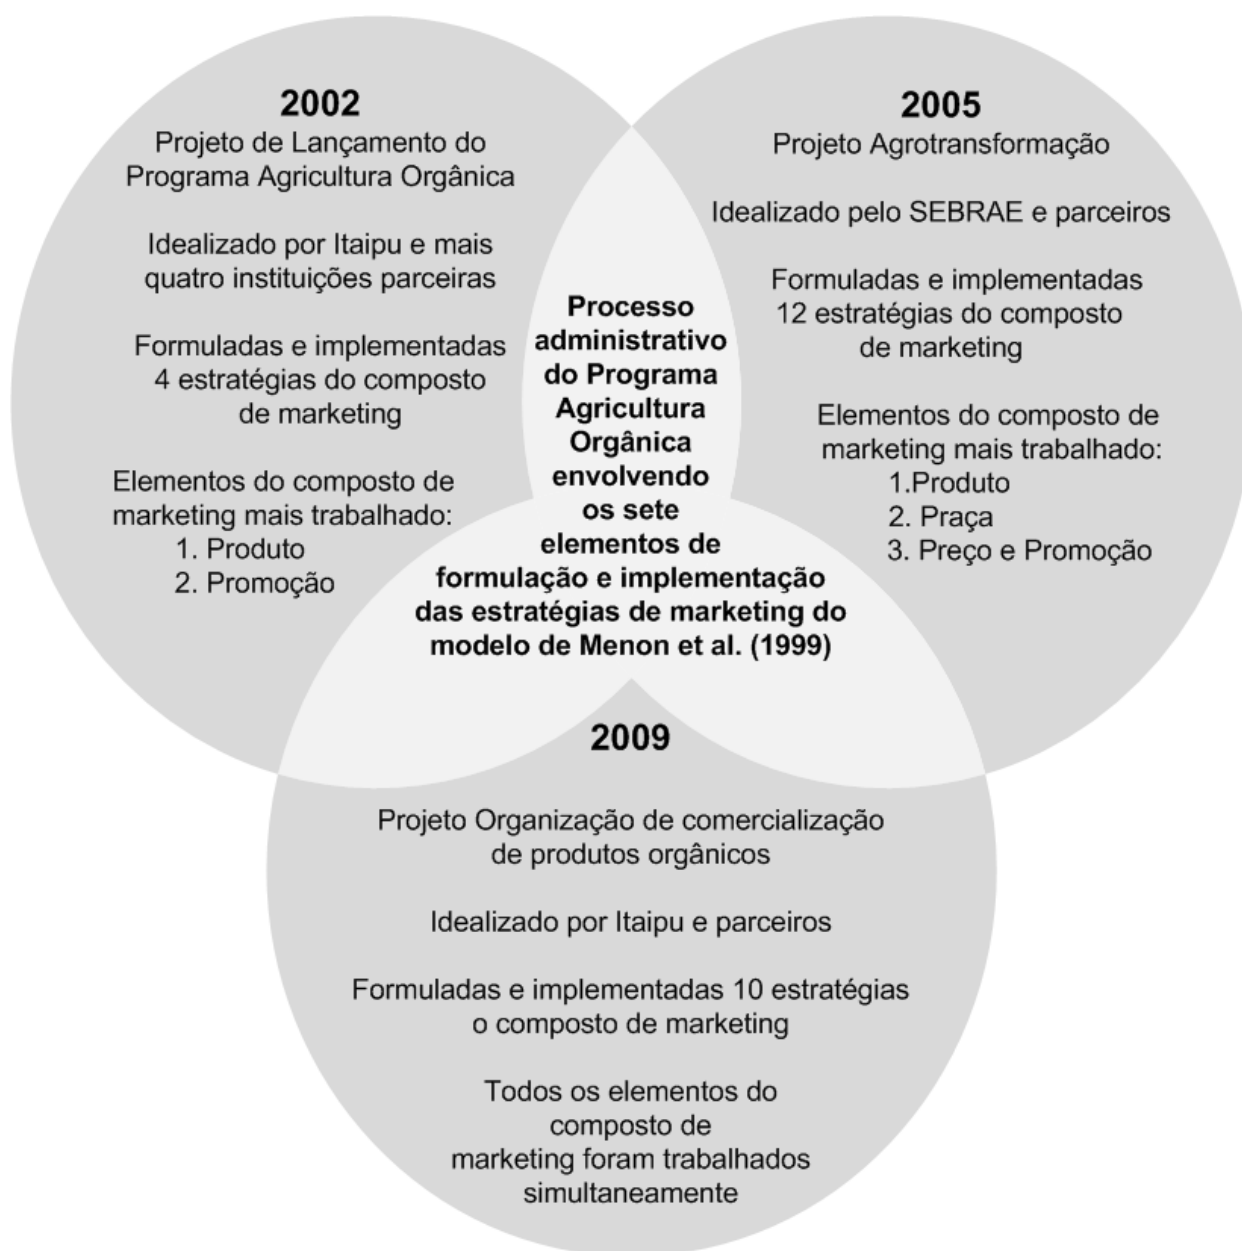 2002
Projeto de Lançamento do
Programa Agricultura Orgânica
Idealizado por Itaipu e mais
quatro instituições parceiras
Formuladas e implementadas
4 estratégias do composto
de marketing
Elementos do composto de
marketing mais trabalhado:
1. Produto
2. Promoção
2005
Projeto Agrotransformação
Idealizado pelo SEBRAE e parceiros
Formuladas e implementadas
12 estratégias do composto
de marketing
Elementos do composto de
marketing mais trabalhado:
1.Produto
2. Praça
3. Preço e Promoção
Processo
administrativo
do Programa
Agricultura
Orgânica
envolvendo
os sete
elementos de
formulação e implementação
das estratégias de marketing do
modelo de Menon et al. (1999)
2009
Projeto Organização de comercialização
de produtos orgânicos
Idealizado por Itaipu e parceiros
Formuladas e implementadas 10 estratégias
o composto de marketing
Todos os elementos do
composto de
marketing foram trabalhados
simultaneamente